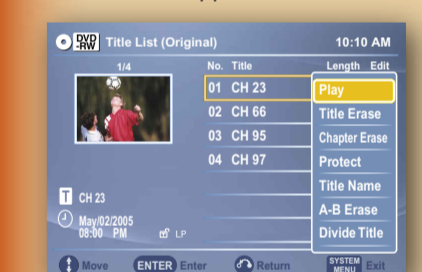 DVD -RW Title List (Original) 10:10 AM
1/4 No. Title Length Edit
01 CH 23
02 CH 66
03 CH 95
04 CH 97
Play
Title Erase
Chapter Erase
Protect
Title Name
A-B Erase
Divide Title
T CH 23
May/02/2005
08:00 PM LP
Move ENTER Enter Return SYSTEM MENU Exit